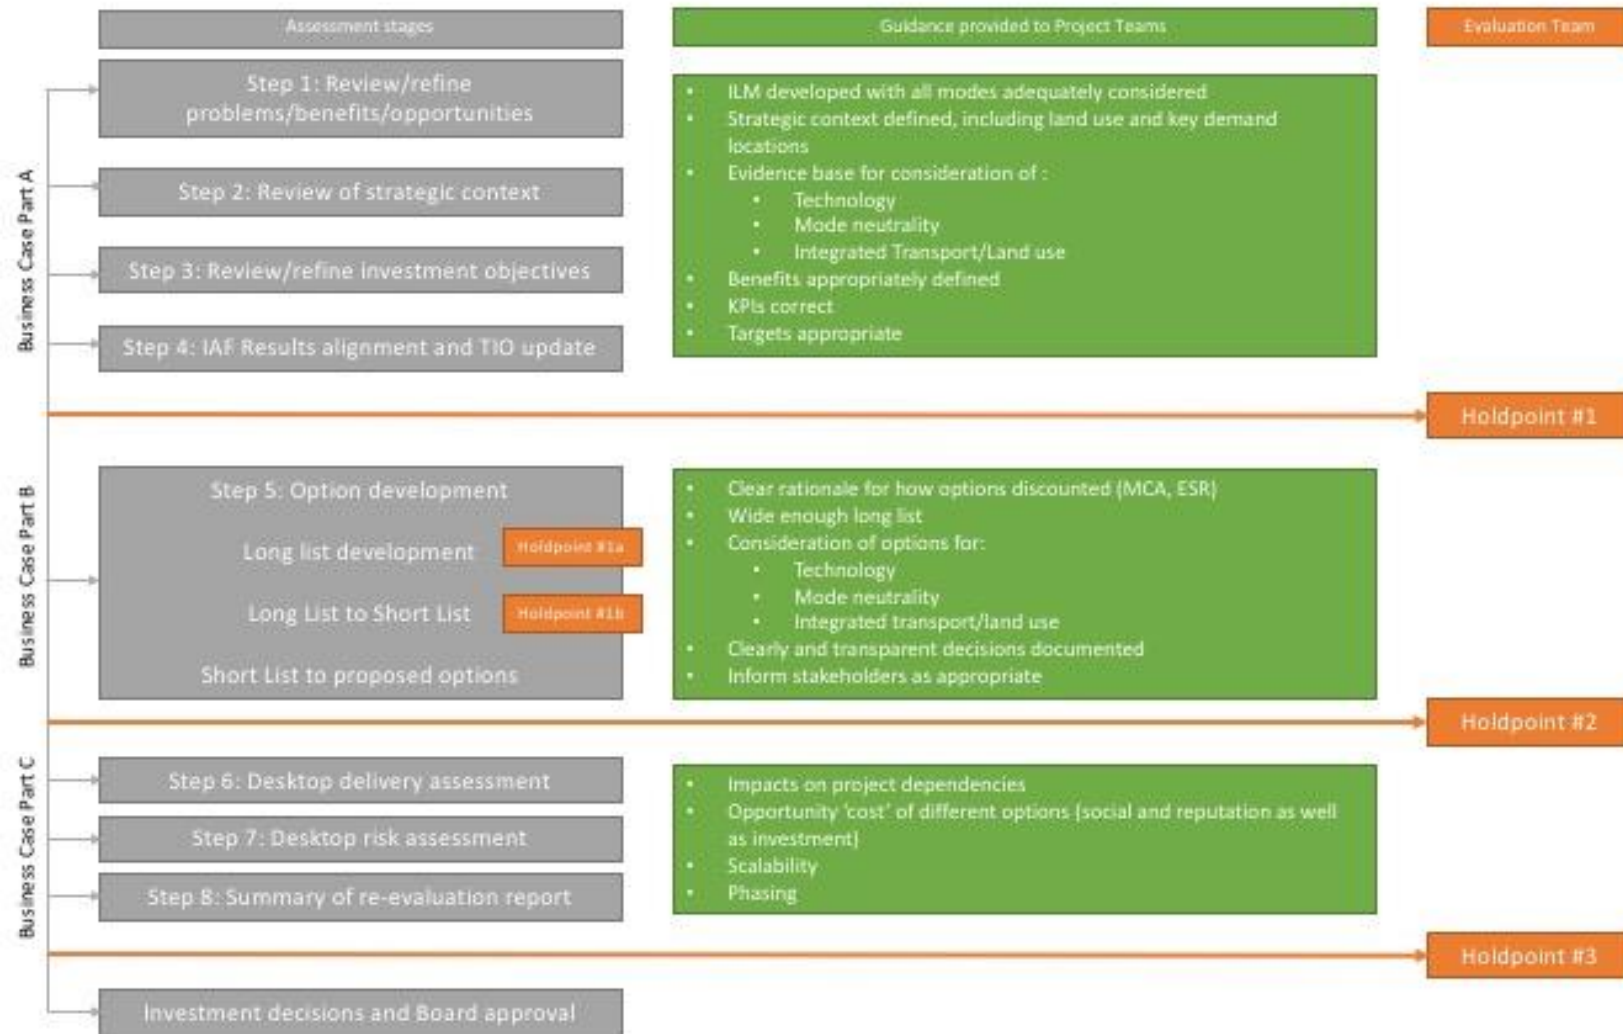 Assessment stages
Guidance provided to Project Teams
Evaluation Team
Business Case Part A
Step 1: Review/refine
problems/benefits/opportunities
Step 2: Review of strategic context
Step 3: Review/refine investment objectives
Step 4: IAF Results alignment and TIO update
• ILM developed with all modes adequately considered
• Strategic context defined, including land use and key demand
locations
• Evidence base for consideration of :
• Technology
• Mode neutrality
• Integrated Transport/Land use
• Benefits appropriately defined
• KPIs correct
• Targets appropriate
Holdpoint #1
Business Case Part B
Step 5: Option development
Long list development
Holdpoint #1a
Long List to Short List
Holdpoint #1b
Short List to proposed options
• Clear rationale for how options discounted (MCA, ESR)
• Wide enough long list
• Consideration of options for:
• Technology
• Mode neutrality
• Integrated transport/land use
• Clearly and transparent decisions documented
• Inform stakeholders as appropriate
Holdpoint #2
Business Case Part C
Step 6: Desktop delivery assessment
Step 7: Desktop risk assessment
Step 8: Summary of re-evaluation report
• Impacts on project dependencies
• Opportunity 'cost' of different options (social and reputation as well
as investment)
• Scalability
• Phasing
Holdpoint #3
Investment decisions and Board approval